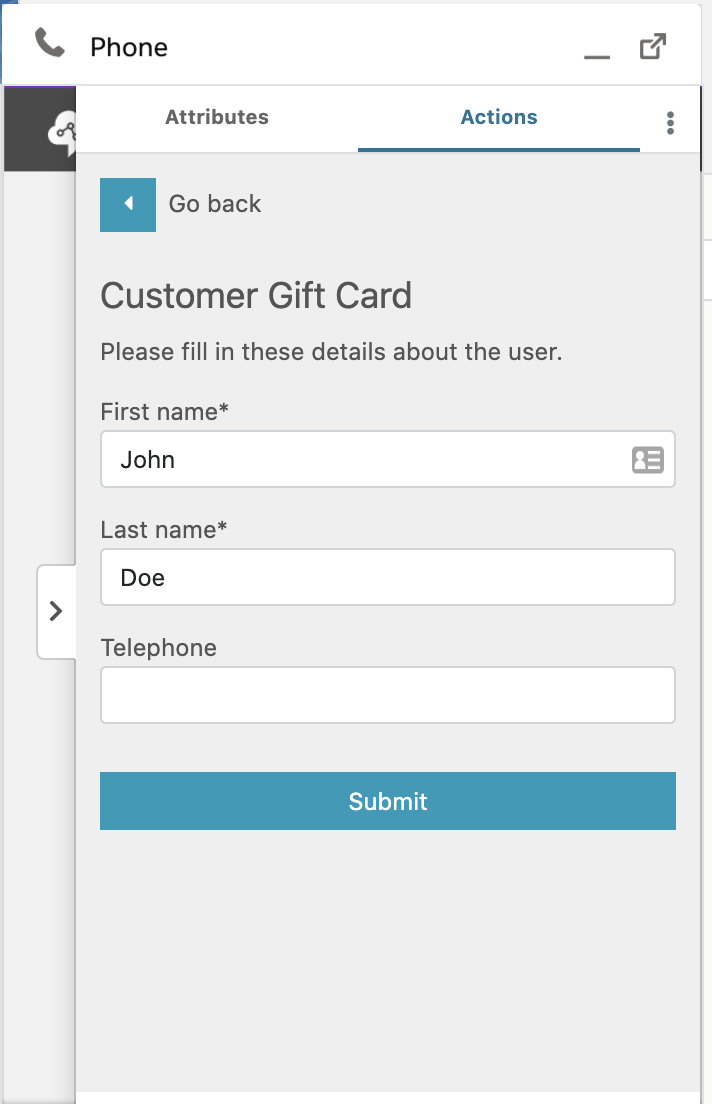 Phone
Attributes
Actions
Go back
Customer Gift Card
Please fill in these details about the user.
First name*
John
Last name*
Doe
Telephone
Submit